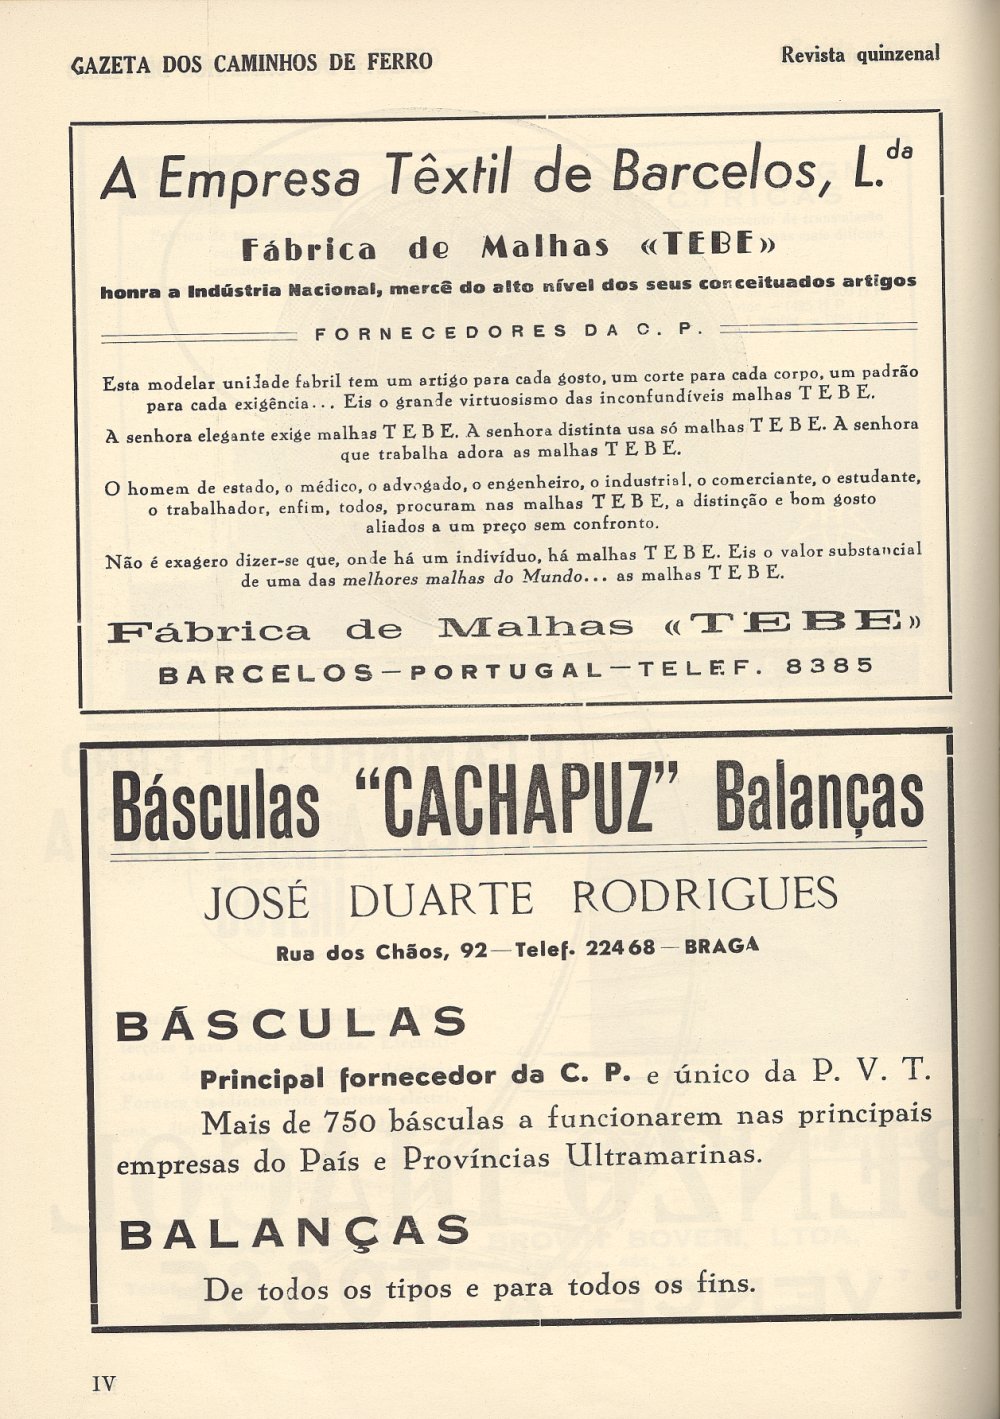 GAZETA DOS CAMINHOS DE FERRO
Revista quinzenal
A Empresa Têxtil de Barcelos, L.da
Fábrica de Malhas «TEBE»
honra a Indústria Nacional, mercê do alto nível dos seus conceituados artigos
FORNECEDORES DA C. P.
Esta modelar unidade fabril tem um artigo para cada gosto, um corte para cada corpo, um padrão
para cada exigência... Eis o grande virtuosismo das inconfundíveis malhas T E B E.
A senhora elegante exige malhas T E B E. A senhora distinta usa só malhas T E B E. A senhora
que trabalha adora as malhas T E B E.
O homem de estado, o médico, o advogado, o engenheiro, o industrial, o comerciante, o estudante,
o trabalhador, enfim, todos, procuram nas malhas T E B E, a distinção e bom gosto
aliados a um preço sem confronto.
Não é exagero dizer-se que, onde há um indivíduo, há malhas T E B E. Eis o valor substancial
de uma das melhores malhas do Mundo... as malhas T E B E.
Fábrica de Malhas «TEBE»
BARCELOS—PORTUGAL—TELEF. 8385
Básculas “CACHAPUZ” Balanças
JOSÉ DUARTE RODRIGUES
Rua dos Chãos, 92—Telef. 22468—BRAGA
BÁSCULAS
Principal fornecedor da C. P. e único da P. V. T.
Mais de 750 básculas a funcionarem nas principais
empresas do País e Províncias Ultramarinas.
BALANÇAS
De todos os tipos e para todos os fins.
IV